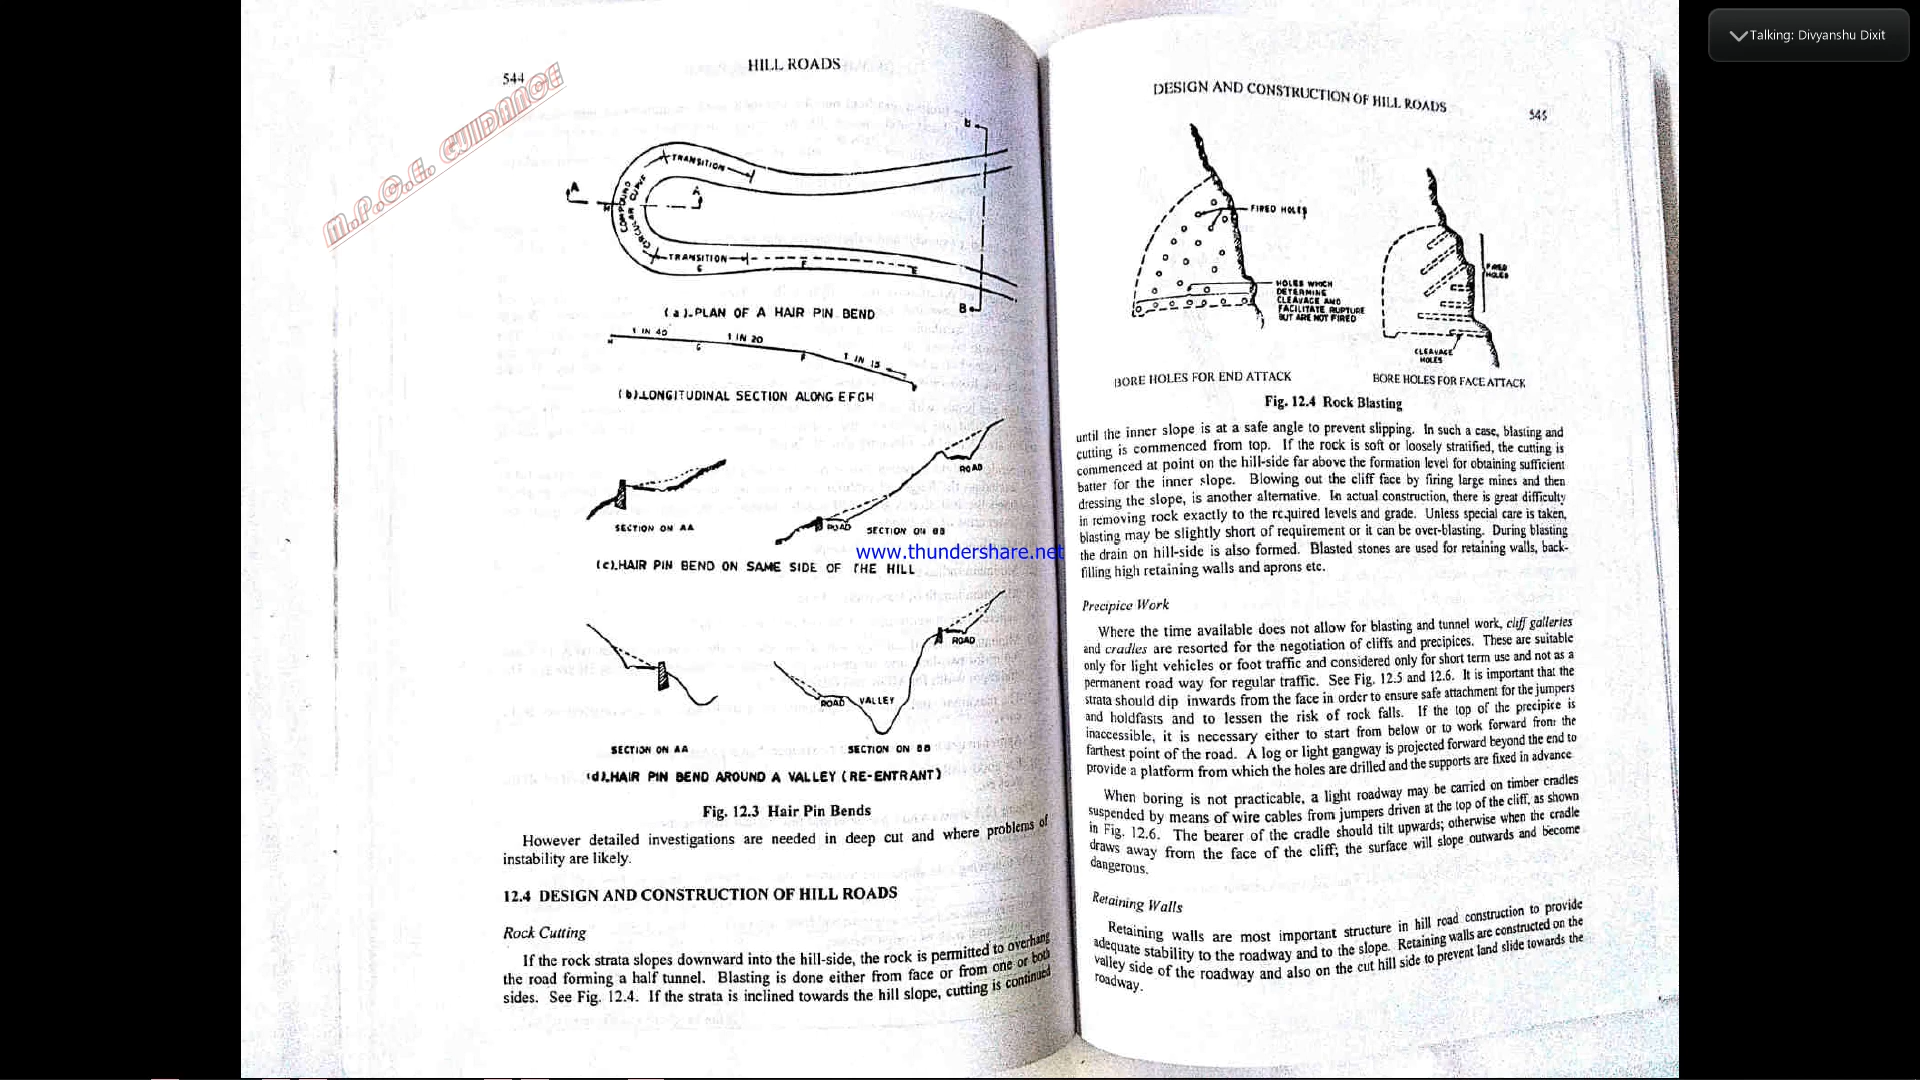 Talking: Divyanshu Dixit
M.P.C.E. GUIDANCE
544
HILL ROADS
B
TRANSITION
A
A
H
COMPOUND
CIRCULAR CURVE
TRANSITION
G
F
E
B
(a).PLAN OF A HAIR PIN BEND
1 IN 40
1 IN 20
1 IN 15
H
G
F
(b).LONGITUDINAL SECTION ALONG EFGH
ROAD
SECTION ON AA
ROAD
SECTION ON BB
www.thundershare.net
(c).HAIR PIN BEND ON SAME SIDE OF THE HILL
ROAD
ROAD
VALLEY
SECTION ON AA
SECTION ON BB
(d).HAIR PIN BEND AROUND A VALLEY (RE-ENTRANT)
Fig. 12.3 Hair Pin Bends
However detailed investigations are needed in deep cut and where problems of
instability are likely.
12.4 DESIGN AND CONSTRUCTION OF HILL ROADS
Rock Cutting
If the rock strata slopes downward into the hill-side, the rock is permitted to overhang
the road forming a half tunnel. Blasting is done either from face or from one or both
sides. See Fig. 12.4. If the strata is inclined towards the hill slope, cutting is continued
DESIGN AND CONSTRUCTION OF HILL ROADS
545
FIRED HOLES
HOLES WHICH
DETERMINE
CLEAVAGE AND
FACILITATE RUPTURE
BUT ARE NOT FIRED
FIRED
HOLES
CLEAVAGE
HOLES
BORE HOLES FOR END ATTACK
BORE HOLES FOR FACE ATTACK
Fig. 12.4 Rock Blasting
until the inner slope is at a safe angle to prevent slipping. In such a case, blasting and
cutting is commenced from top. If the rock is soft or loosely stratified, the cutting is
commenced at point on the hill-side far above the formation level for obtaining sufficient
batter for the inner slope. Blowing out the cliff face by firing large mines and then
dressing the slope, is another alternative. In actual construction, there is great difficulty
in removing rock exactly to the required levels and grade. Unless special care is taken,
blasting may be slightly short of requirement or it can be over-blasting. During blasting
the drain on hill-side is also formed. Blasted stones are used for retaining walls, back-
filling high retaining walls and aprons etc.
Precipice Work
Where the time available does not allow for blasting and tunnel work, cliff galleries
and cradles are resorted for the negotiation of cliffs and precipices. These are suitable
only for light vehicles or foot traffic and considered only for short term use and not as a
permanent road way for regular traffic. See Fig. 12.5 and 12.6. It is important that the
strata should dip inwards from the face in order to ensure safe attachment for the jumpers
and holdfasts and to lessen the risk of rock falls. If the top of the precipice is
inaccessible, it is necessary either to start from below or to work forward from the
farthest point of the road. A log or light gangway is projected forward beyond the end to
provide a platform from which the holes are drilled and the supports are fixed in advance
When boring is not practicable, a light roadway may be carried on timber cradles
suspended by means of wire cables from jumpers driven at the top of the cliff, as shown
in Fig. 12.6. The bearer of the cradle should tilt upwards; otherwise when the cradle
draws away from the face of the cliff; the surface will slope outwards and become
dangerous.
Retaining Walls
Retaining walls are most important structure in hill road construction to provide
adequate stability to the roadway and to the slope. Retaining walls are constructed on the
valley side of the roadway and also on the cut hill side to prevent land slide towards the
roadway.